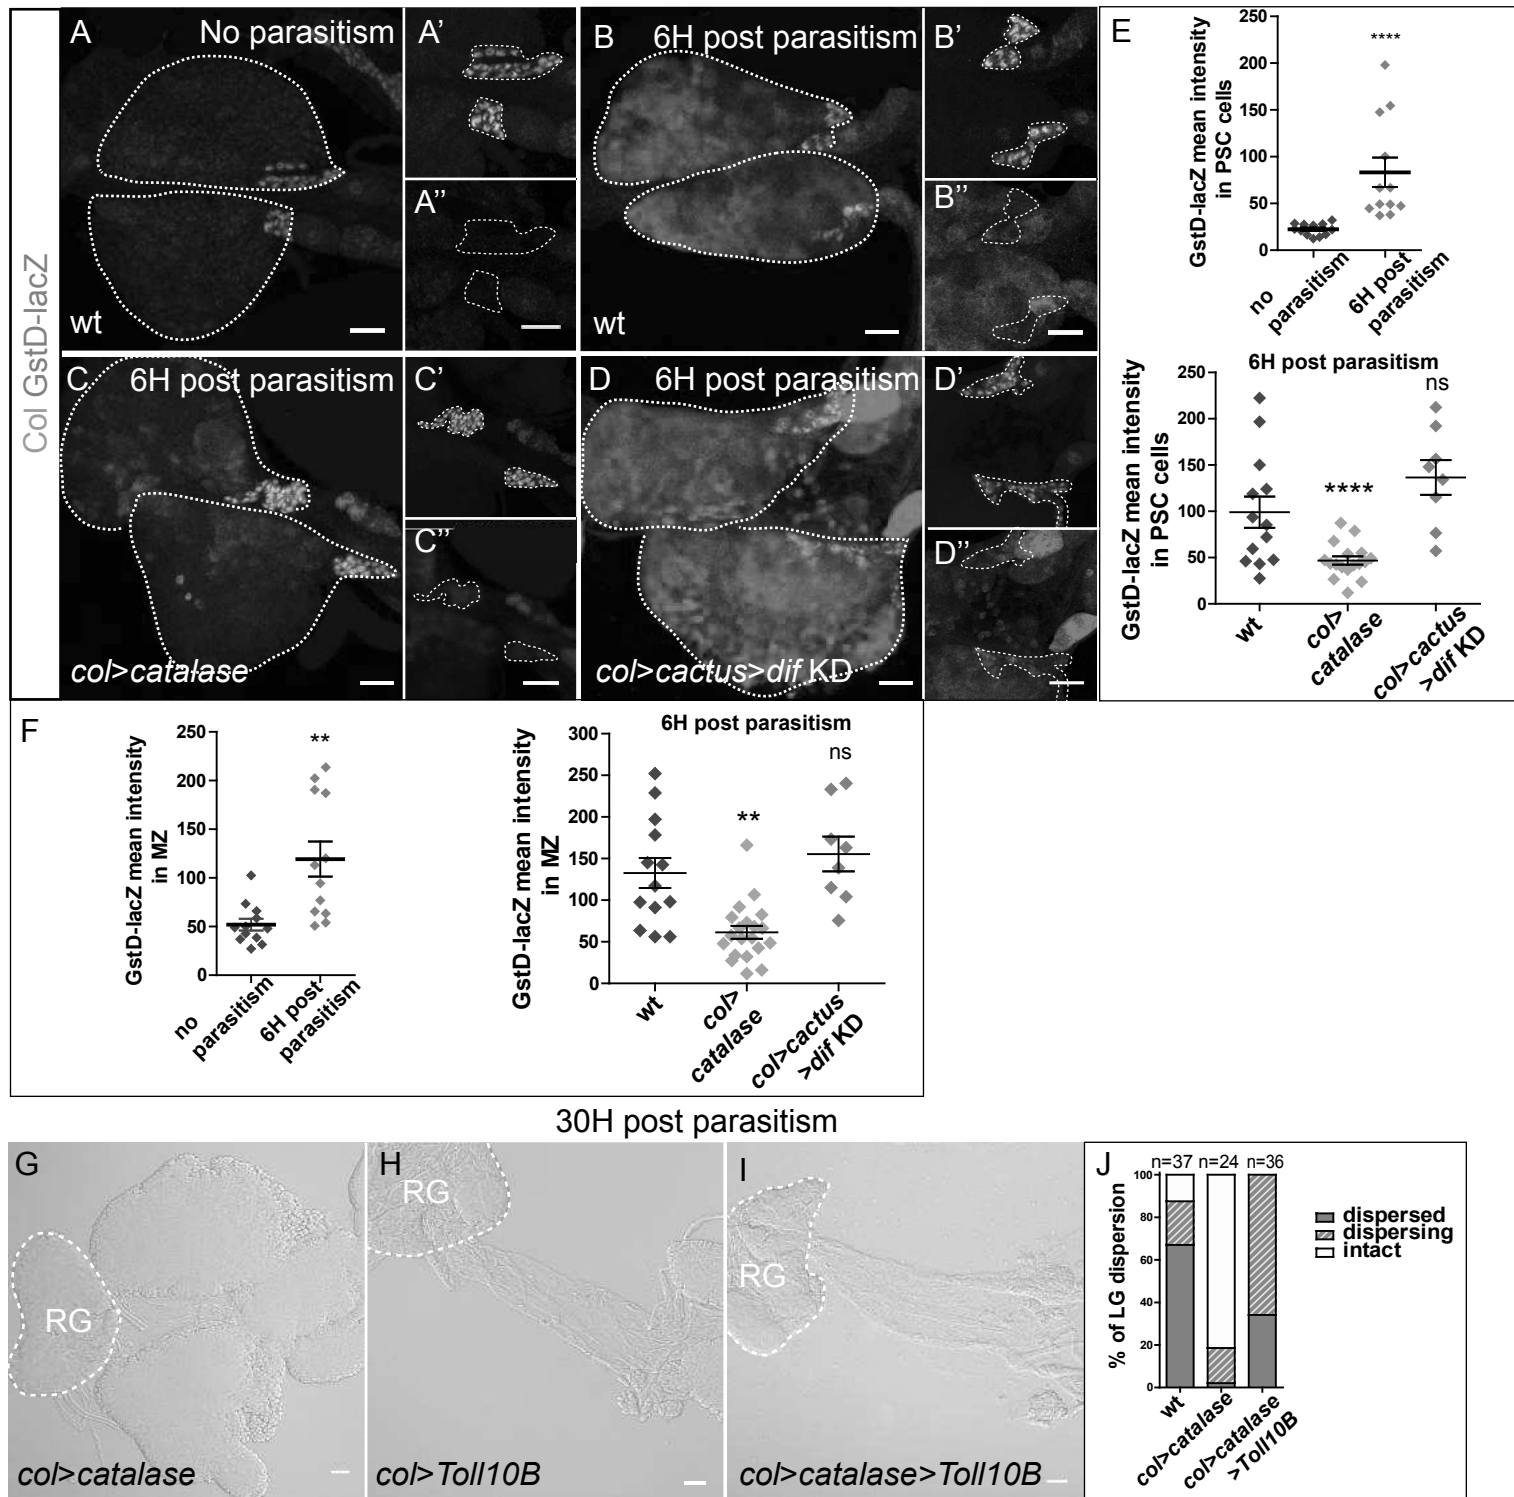 Col GstD-lacZ
A
No parasitism
wt
A'
A''
B
6H post parasitism
wt
B'
B''
C
6H post parasitism
col>catalase
C'
C''
D
6H post parasitism
col>cactus>dif KD
D'
D''
E
GstD-lacZ mean intensity
in PSC cells
250
200
150
100
50
0
****
no
parasitism
6H post
parasitism
6H post parasitism
GstD-lacZ mean intensity
in PSC cells
250
200
150
100
50
0
****
ns
wt
col>
catalase
col>cactus
>dif KD
F
GstD-lacZ mean intensity
in MZ
250
200
150
100
50
0
**
no
parasitism
6H post
parasitism
6H post parasitism
GstD-lacZ mean intensity
in MZ
300
250
200
150
100
50
0
**
ns
wt
col>
catalase
col>cactus
>dif KD
30H post parasitism
G
RG
col>catalase
H
RG
col>Toll10B
I
RG
col>catalase>Toll10B
J
n=37 n=24 n=36
% of LG dispersion
100
80
60
40
20
0
wt
col>catalase
col>catalase
>Toll10B
dispersed
dispersing
intact